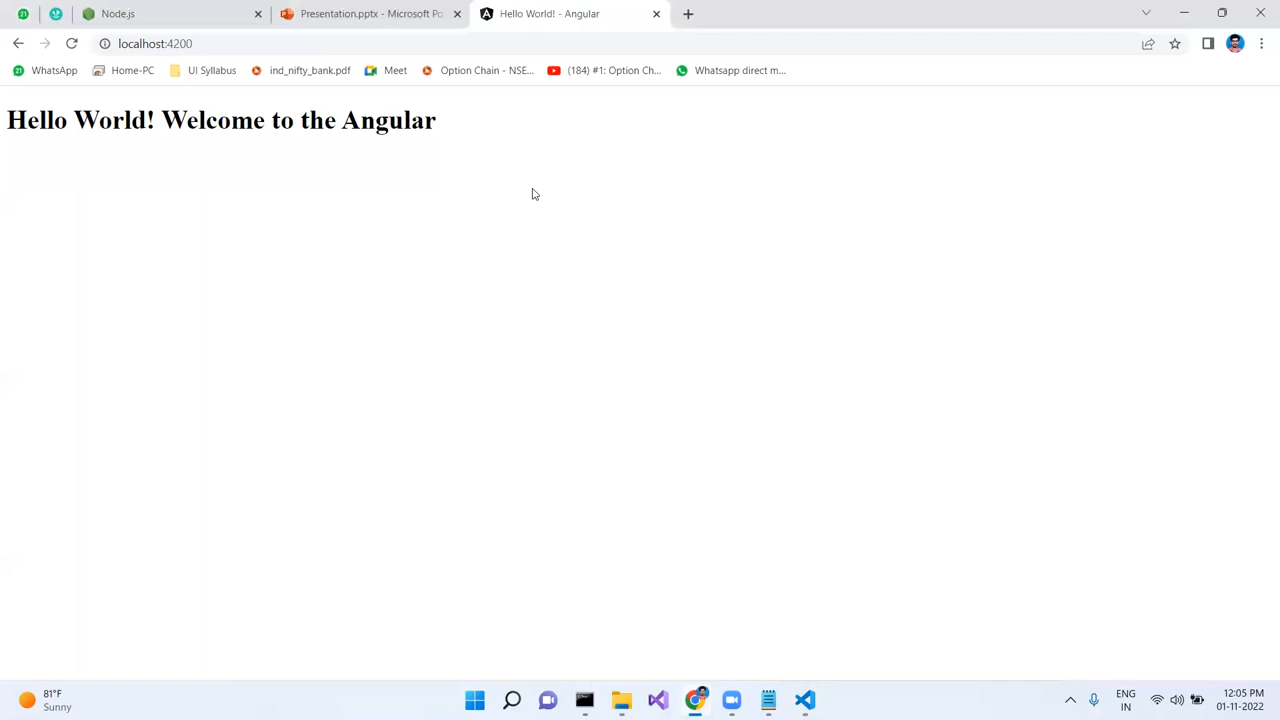 Node.js
Presentation.pptx - Microsoft Po
Hello World! - Angular
localhost:4200
21 WhatsApp
Home-PC
UI Syllabus
ind_nifty_bank.pdf
Meet
Option Chain - NSE...
(184) #1: Option Ch...
Whatsapp direct m...
Hello World! Welcome to the Angular
81°F
Sunny
ENG
IN
12:05 PM
01-11-2022